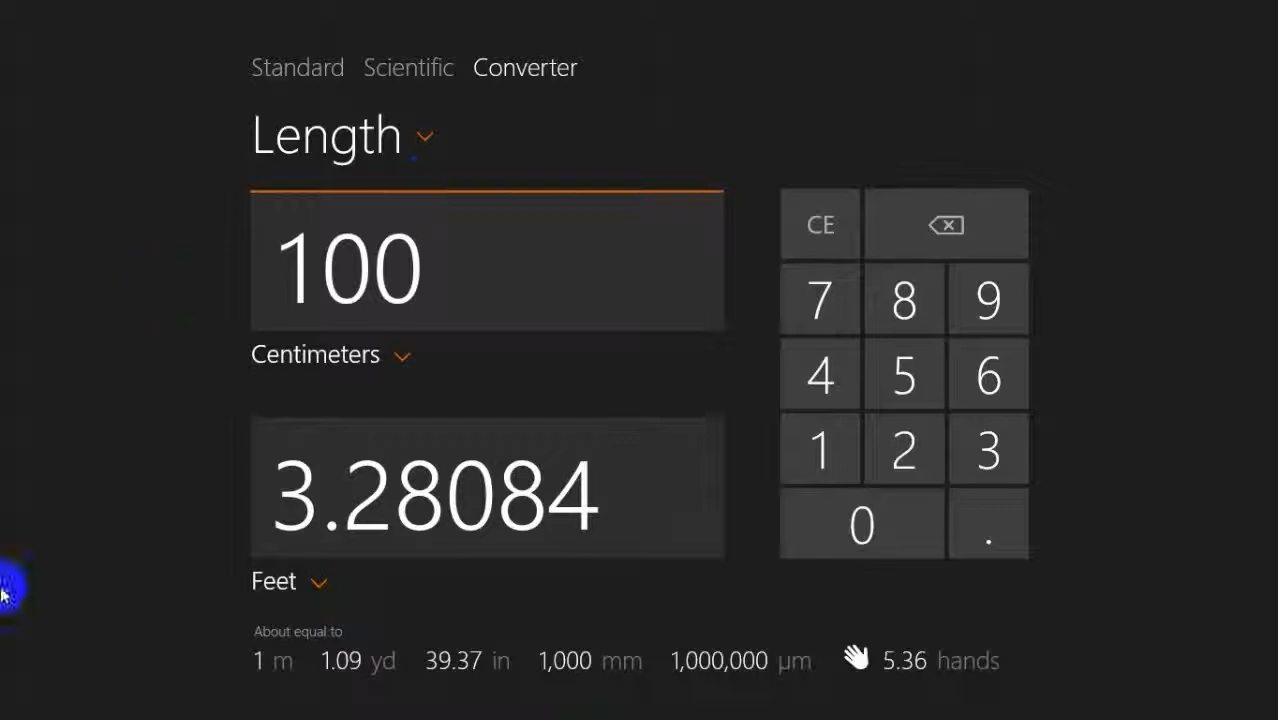 Standard Scientific Converter
Length
100
Centimeters
3.28084
Feet
About equal to
1 m 1.09 yd 39.37 in 1,000 mm 1,000,000 µm 5.36 hands
CE
7 8 9
4 5 6
1 2 3
0 .